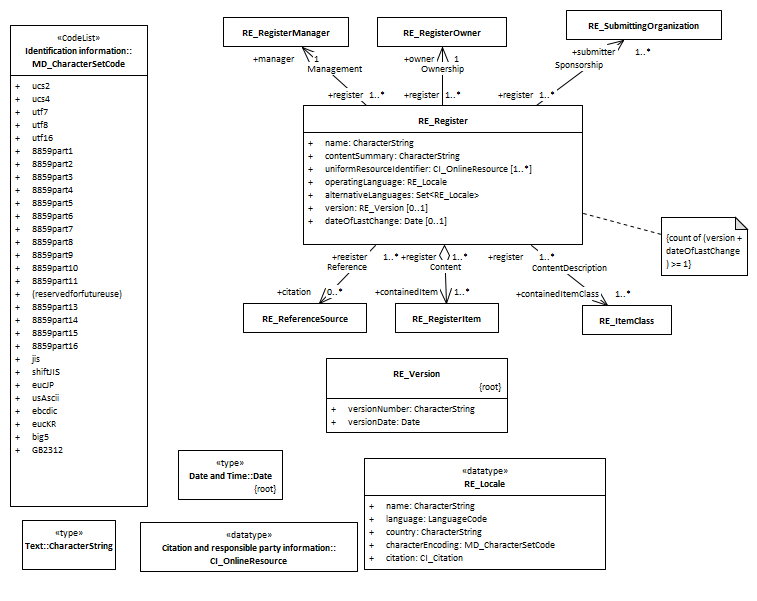 «CodeList»
Identification information::
MD_CharacterSetCode
+ ucs2
+ ucs4
+ utf7
+ utf8
+ utf16
+ 8859part1
+ 8859part2
+ 8859part3
+ 8859part4
+ 8859part5
+ 8859part6
+ 8859part7
+ 8859part8
+ 8859part9
+ 8859part10
+ 8859part11
+ (reservedforfutureuse)
+ 8859part13
+ 8859part14
+ 8859part15
+ 8859part16
+ jis
+ shiftJIS
+ eucJP
+ usAscii
+ ebcdic
+ eucKR
+ big5
+ GB2312
RE_RegisterManager
RE_RegisterOwner
RE_SubmittingOrganization
+manager 1
Management
+register 1..*
+owner 1
Ownership
+register 1..*
+submitter 1..*
Sponsorship
+register 1..*
RE_Register
+ name: CharacterString
+ contentSummary: CharacterString
+ uniformResourceIdentifier: CI_OnlineResource [1..*]
+ operatingLanguage: RE_Locale
+ alternativeLanguages: Set<RE_Locale>
+ version: RE_Version [0..1]
+ dateOfLastChange: Date [0..1]
{count of (version +
dateOfLastChange
) >= 1}
+register 1..*
Reference
+citation 0..*
+register 1..*
Content
+containedItem 1..*
+register 1..*
ContentDescription
+containedItemClass 1..*
RE_ReferenceSource
RE_RegisterItem
RE_ItemClass
RE_Version
{root}
+ versionNumber: CharacterString
+ versionDate: Date
«type»
Date and Time::Date
{root}
«datatype»
RE_Locale
+ name: CharacterString
+ language: LanguageCode
+ country: CharacterString
+ characterEncoding: MD_CharacterSetCode
+ citation: CI_Citation
«type»
Text::CharacterString
«datatype»
Citation and responsible party information::
CI_OnlineResource